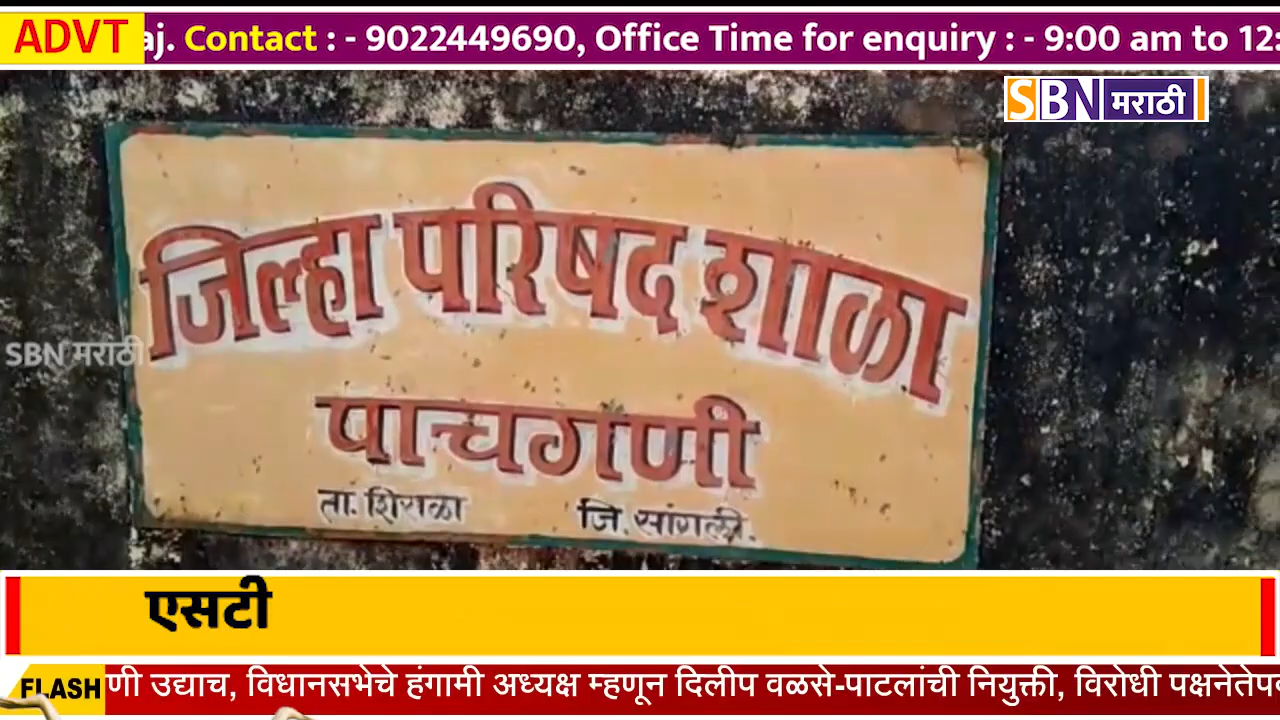 ADVT aj. Contact : - 9022449690, Office Time for enquiry : - 9:00 am to 12:
SBN मराठी
जिल्हा परिषद शाळा
SBN मराठी
पाचगणी
ता. शिराळा जि. सांगली.
एसटी
FLASH णी उद्याच, विधानसभेचे हंगामी अध्यक्ष म्हणून दिलीप वळसे-पाटलांची नियुक्ती, विरोधी पक्षनेतेपद